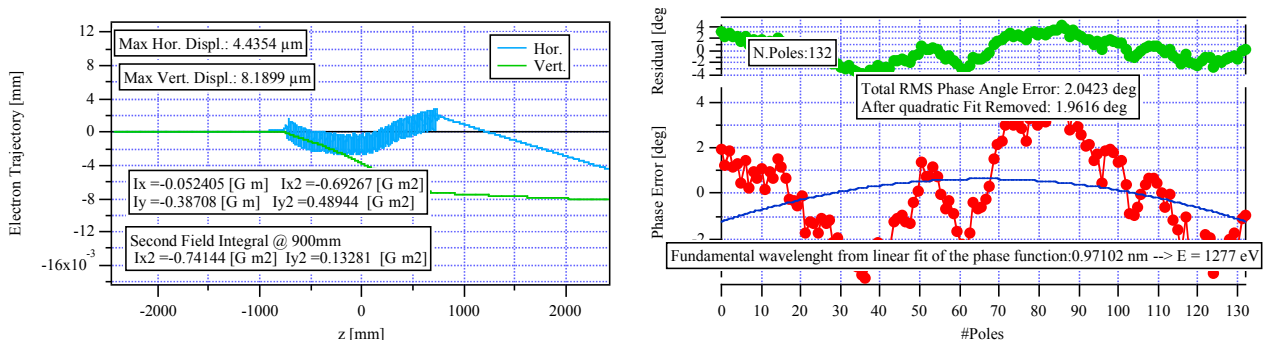 12
8
4
0
-4
-8
-12
-16x10^-3
Electron Trajectory [mm]
Max Hor. Displ.: 4.4354 µm
Max Vert. Displ.: 8.1899 µm
Hor.
Vert.
Ix =-0.052405 [G m] Ix2 =-0.69267 [G m2]
Iy =-0.38708 [G m] Iy2 =0.48944 [G m2]
Second Field Integral @ 900mm
Ix2 =-0.74144 [G m2] Iy2 =0.13281 [G m2]
-2000
-1000
0
1000
2000
z [mm]
Residual [deg
4
2
0
-2
-4
N.Poles:132
Total RMS Phase Angle Error: 2.0423 deg
After quadratic Fit Removed: 1.9616 deg
Phase Error [deg]
2
0
-2
Fundamental wavelenght from linear fit of the phase function:0.97102 nm --> E = 1277 eV
0
10
20
30
40
50
60
70
80
90
100
110
120
130
#Poles